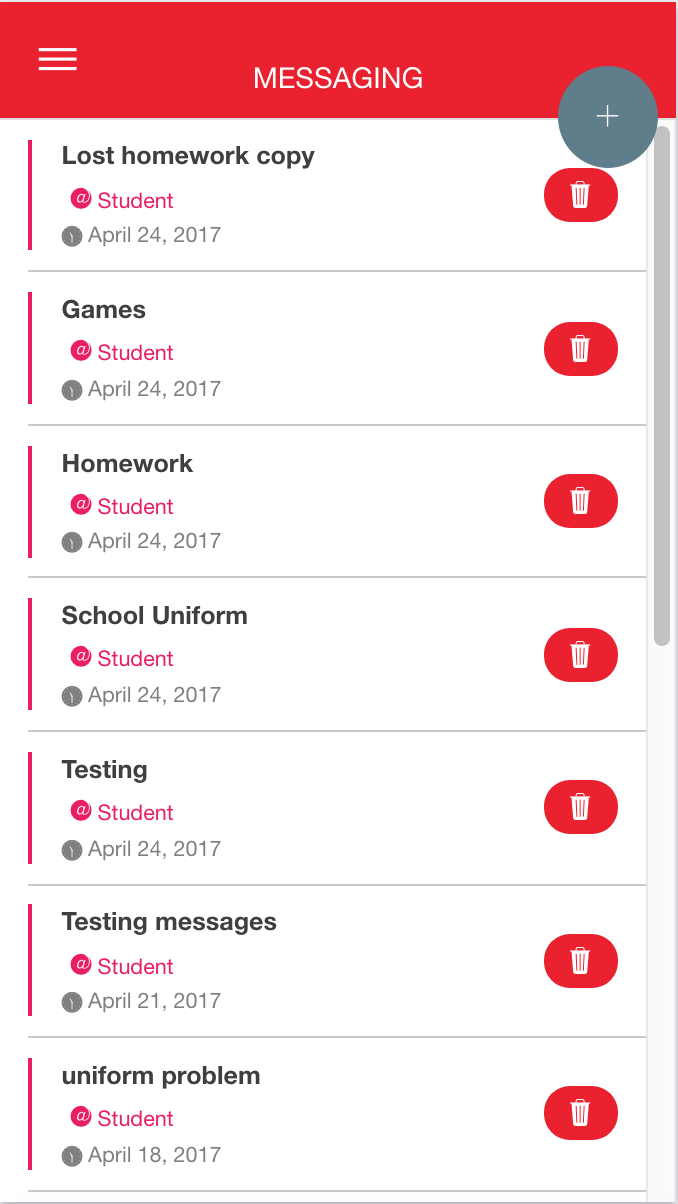 MESSAGING
+
Lost homework copy
@ Student
April 24, 2017
Games
@ Student
April 24, 2017
Homework
@ Student
April 24, 2017
School Uniform
@ Student
April 24, 2017
Testing
@ Student
April 24, 2017
Testing messages
@ Student
April 21, 2017
uniform problem
@ Student
April 18, 2017